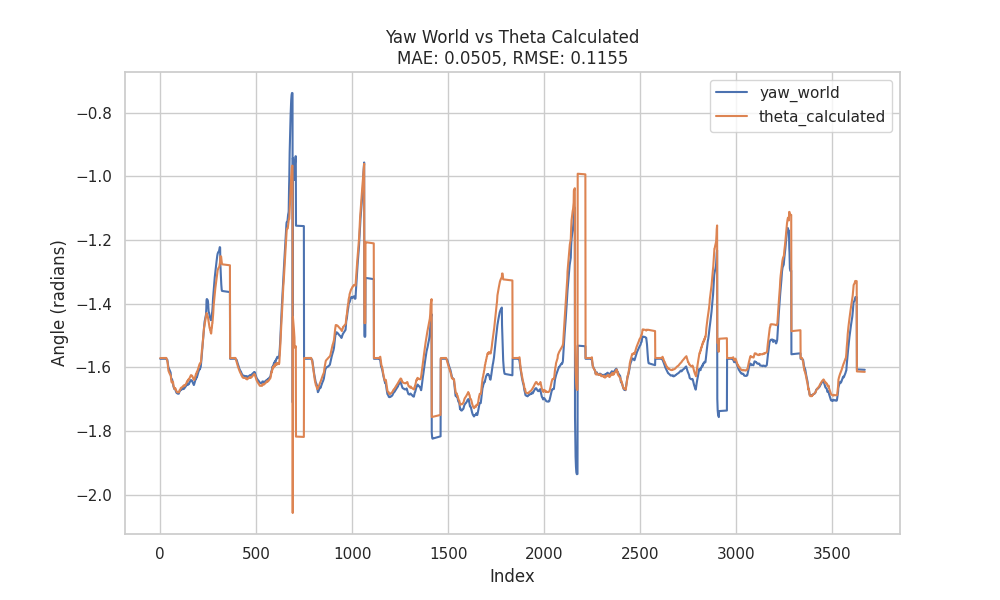 Yaw World vs Theta Calculated
MAE: 0.0505, RMSE: 0.1155
yaw_world
theta_calculated
Angle (radians)
−0.8
−1.0
−1.2
−1.4
−1.6
−1.8
−2.0
0 500 1000 1500 2000 2500 3000 3500
Index